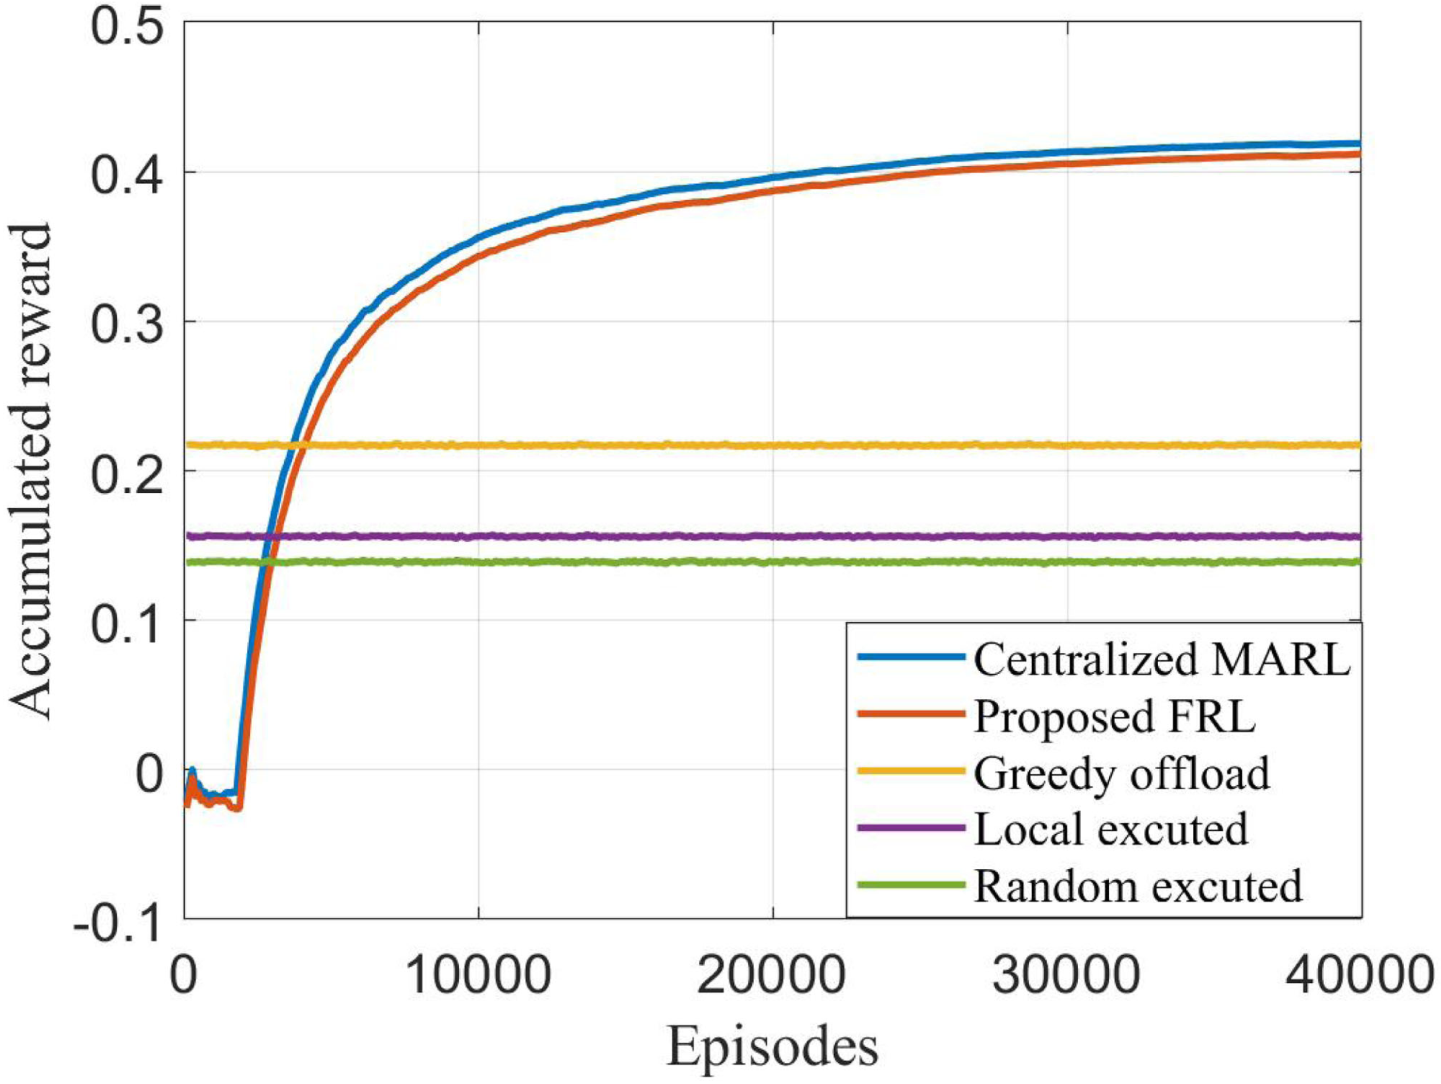 0.5
0.4
0.3
0.2
0.1
0
-0.1
Accumulated reward
Centralized MARL
Proposed FRL
Greedy offload
Local excuted
Random excuted
0 10000 20000 30000 40000
Episodes